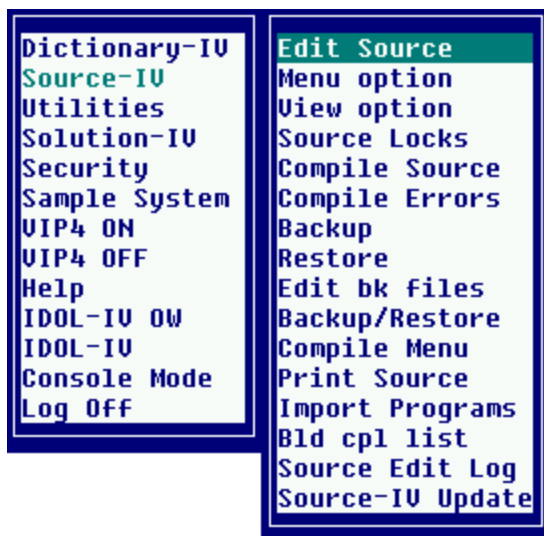 Dictionary-IV
Source-IV
Utilities
Solution-IV
Security
Sample System
VIP4 ON
VIP4 OFF
Help
IDOL-IV OW
IDOL-IV
Console Mode
Log Off
Edit Source
Menu option
View option
Source Locks
Compile Source
Compile Errors
Backup
Restore
Edit bk files
Backup/Restore
Compile Menu
Print Source
Import Programs
Bld cpl list
Source Edit Log
Source-IV Update